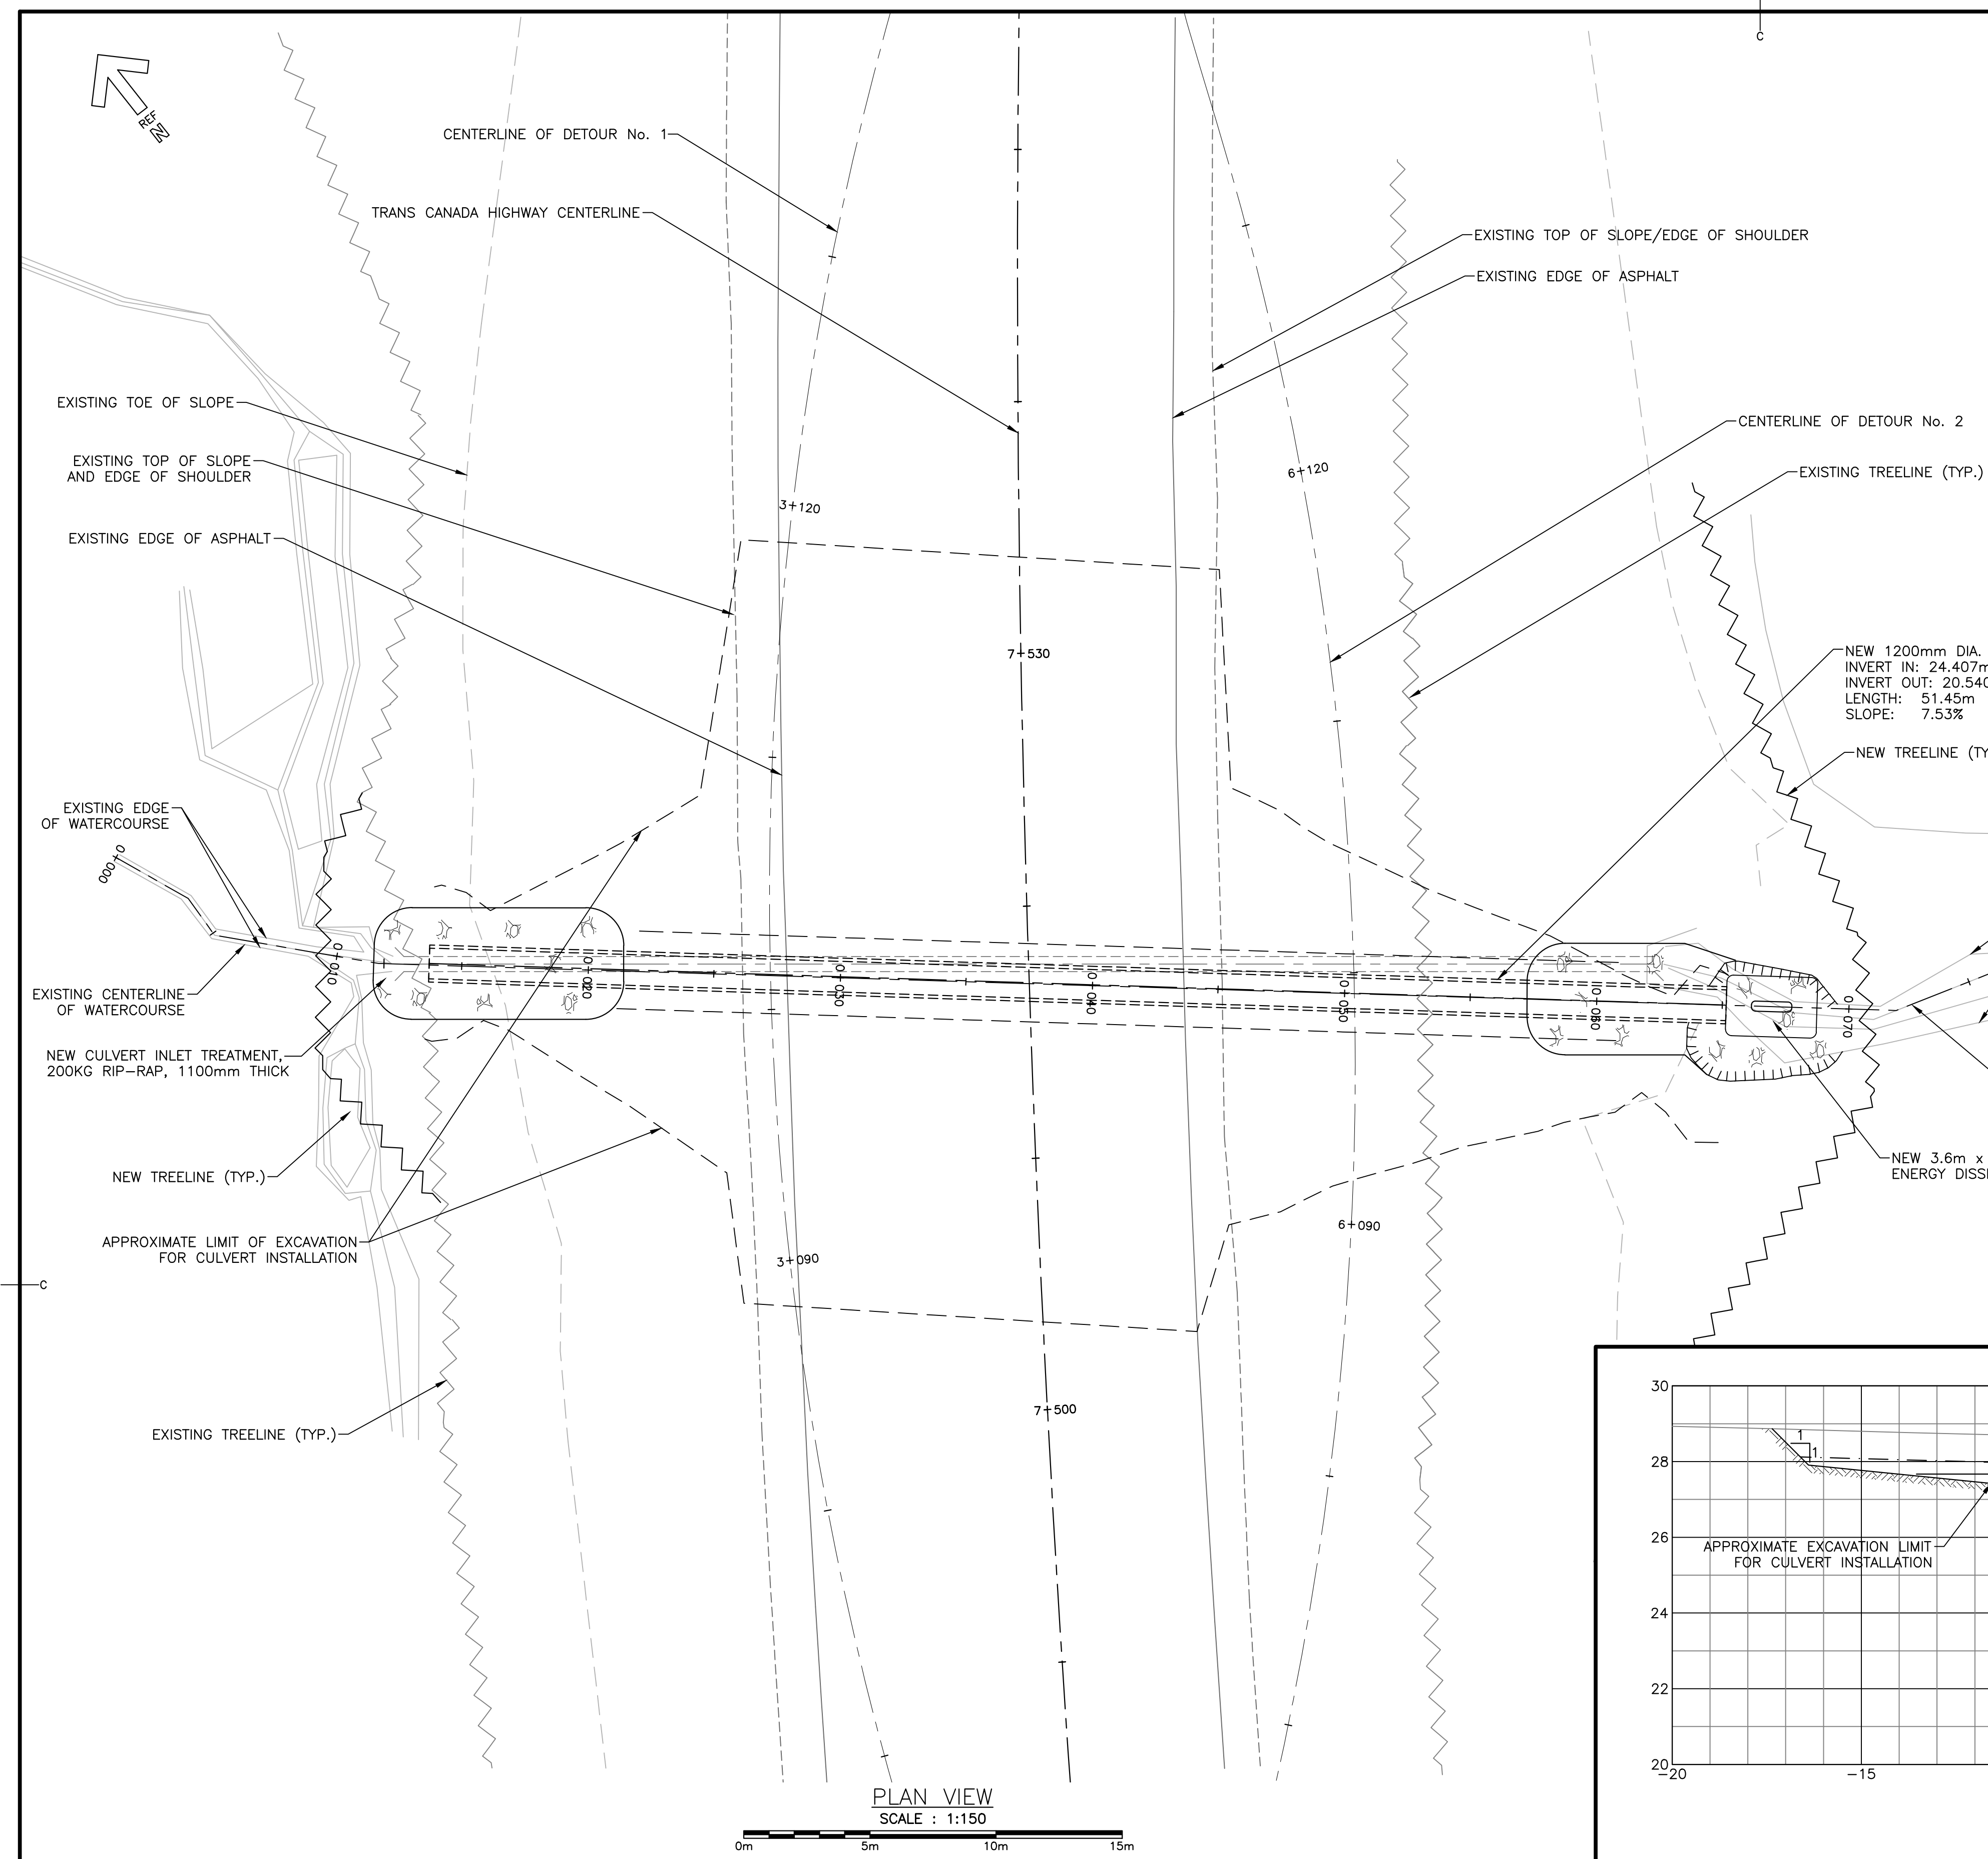 C
REF
N
CENTERLINE OF DETOUR No. 1
TRANS CANADA HIGHWAY CENTERLINE
EXISTING TOP OF SLOPE/EDGE OF SHOULDER
EXISTING EDGE OF ASPHALT
EXISTING TOE OF SLOPE
CENTERLINE OF DETOUR No. 2
EXISTING TOP OF SLOPE
AND EDGE OF SHOULDER
6+120
EXISTING TREELINE (TYP.)
3+120
EXISTING EDGE OF ASPHALT
7+530
NEW 1200mm DIA.
INVERT IN: 24.407m
INVERT OUT: 20.540
LENGTH: 51.45m
SLOPE: 7.53%
NEW TREELINE (TY
EXISTING EDGE
OF WATERCOURSE
0+000
0+010
0+020
0+030
0+040
0+050
0+060
0+070
EXISTING CENTERLINE
OF WATERCOURSE
NEW CULVERT INLET TREATMENT,
200KG RIP-RAP, 1100mm THICK
NEW 3.6m x
ENERGY DISSI
NEW TREELINE (TYP.)
6+090
APPROXIMATE LIMIT OF EXCAVATION
FOR CULVERT INSTALLATION
3+090
C
7+500
EXISTING TREELINE (TYP.)
30
28
26
24
22
20
1
1
APPROXIMATE EXCAVATION LIMIT
FOR CULVERT INSTALLATION
-20
-15
PLAN VIEW
SCALE : 1:150
0m
5m
10m
15m